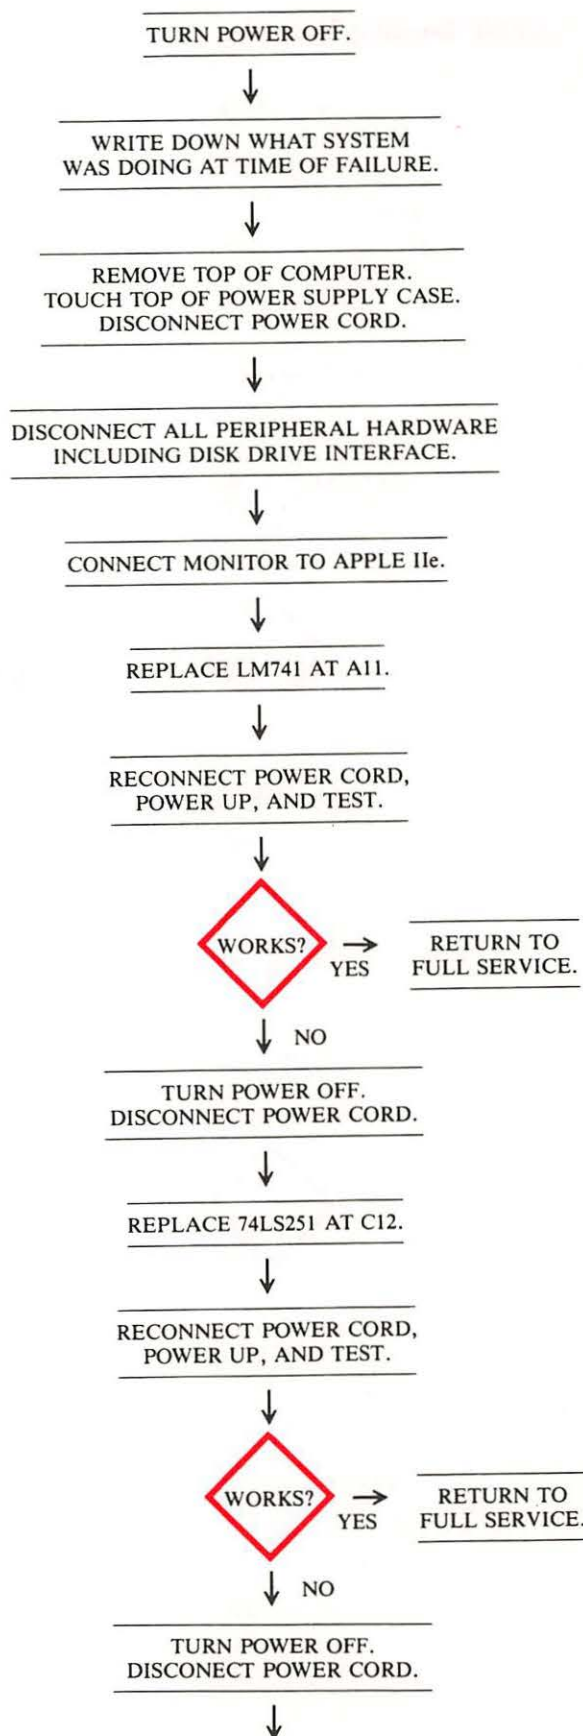 TURN POWER OFF.
WRITE DOWN WHAT SYSTEM
WAS DOING AT TIME OF FAILURE.
REMOVE TOP OF COMPUTER.
TOUCH TOP OF POWER SUPPLY CASE.
DISCONNECT POWER CORD.
DISCONNECT ALL PERIPHERAL HARDWARE
INCLUDING DISK DRIVE INTERFACE.
CONNECT MONITOR TO APPLE IIe.
REPLACE LM741 AT A11.
RECONNECT POWER CORD,
POWER UP, AND TEST.
WORKS?
YES
RETURN TO
FULL SERVICE.
NO
TURN POWER OFF.
DISCONNECT POWER CORD.
REPLACE 74LS251 AT C12.
RECONNECT POWER CORD,
POWER UP, AND TEST.
WORKS?
YES
RETURN TO
FULL SERVICE.
NO
TURN POWER OFF.
DISCONECT POWER CORD.